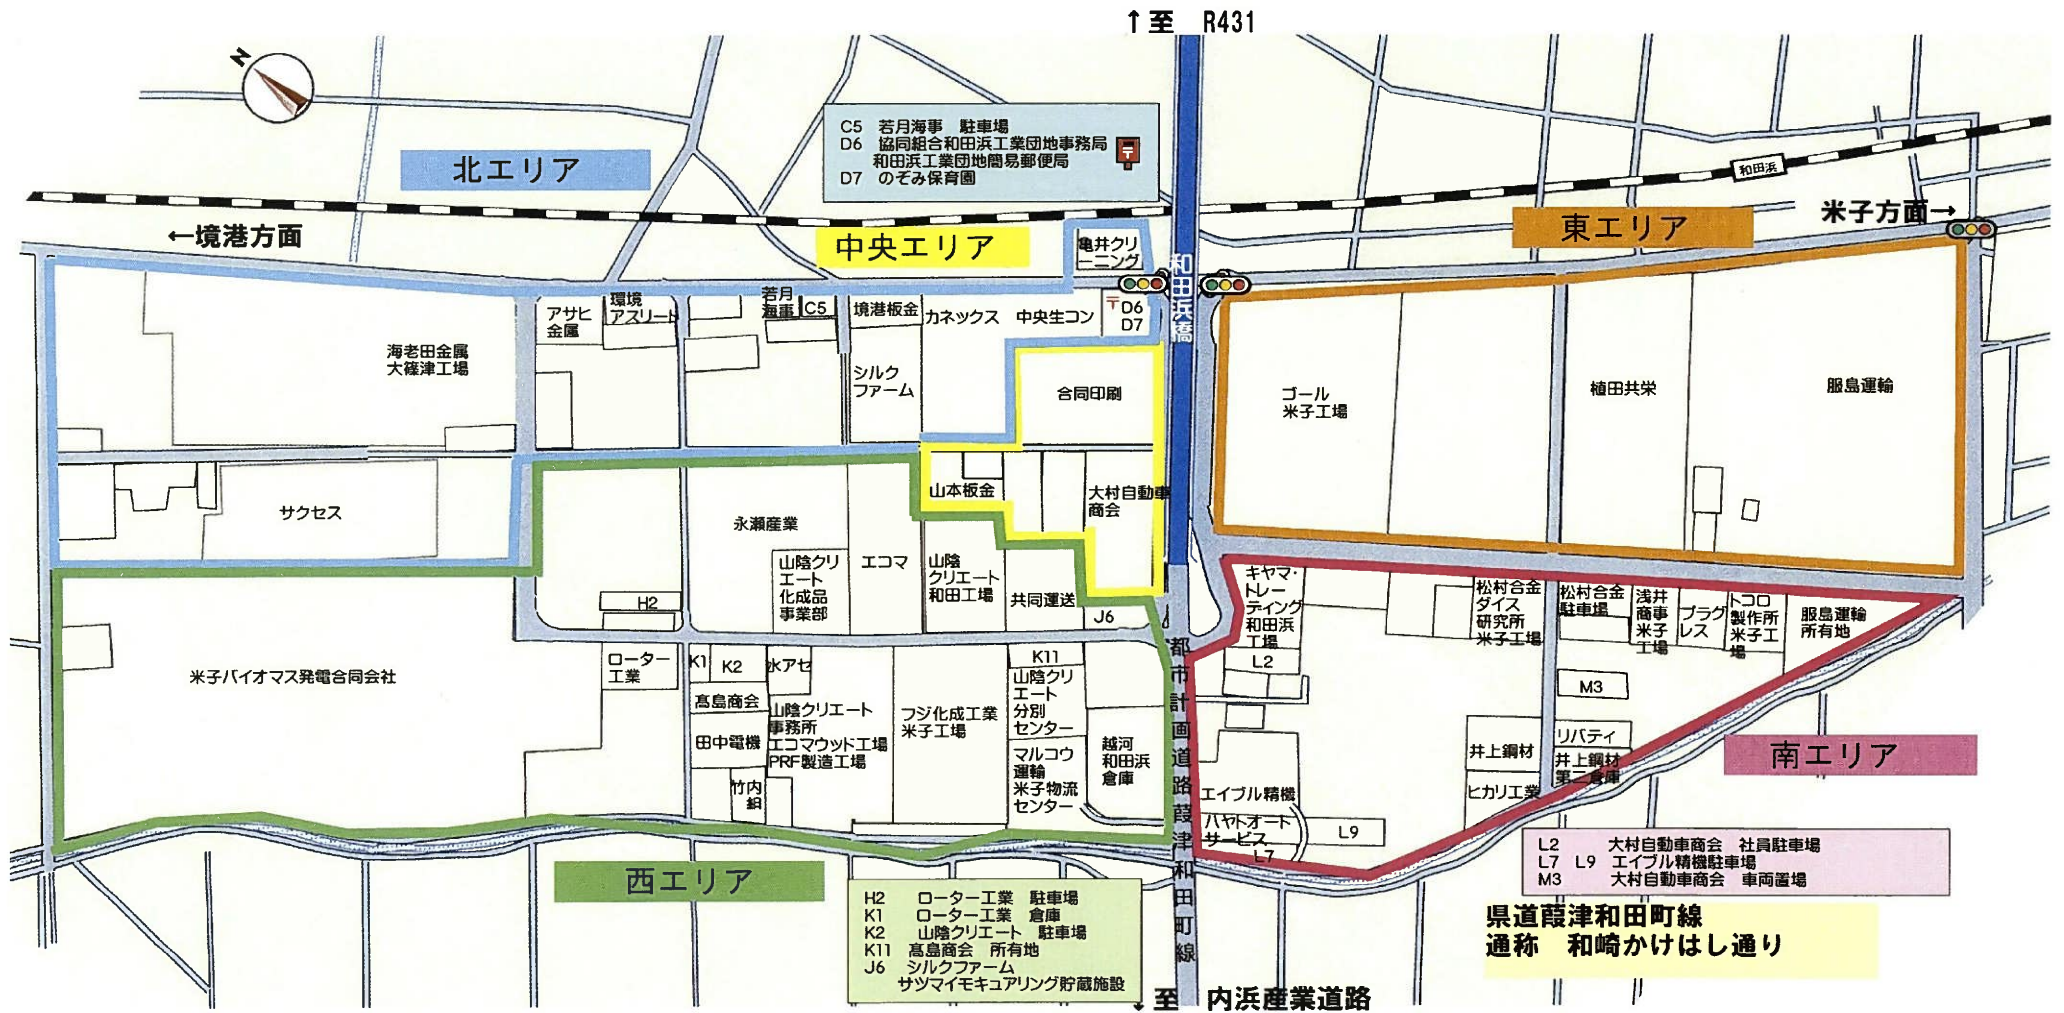 ↑至 R431
N
C5 若月海事 駐車場
D6 協同組合和田浜工業団地事務局
和田浜工業団地簡易郵便局
D7 のぞみ保育園
〒
北エリア
和田浜
米子方面→
東エリア
←境港方面
中央エリア
亀井クリ
ーニング
和田浜橋
アサヒ
金属
環境
アスリート
若月
海事
C5
境港板金
カネックス
中央生コン
〒D6
D7
海老田金属
大篠津工場
シルク
ファーム
合同印刷
ゴール
米子工場
植田共栄
服島運輸
サクセス
永瀬産業
山本板金
大村自動車
商会
山陰クリ
エート
化成品
事業部
エコマ
山陰
クリエート
和田工場
共同運送
J6
H2
キヤマ・
トレー
ディング
和田浜
工場
L2
松村合金
ダイス
研究所
米子工場
松村合金
駐車場
浅井
商事
米子
工場
プラグ
レス
トコロ
製作所
米子工
場
服島運輸
所有地
米子バイオマス発電合同会社
ローター
工業
K1
K2
水アセ
髙島商会
田中電機
竹内
組
山陰クリエート
事務所
エコマウッド工場
PRF製造工場
フジ化成工業
米子工場
K11
山陰クリ
エート
分別
センター
マルコウ
運輸
米子物流
センター
越河
和田浜
倉庫
都市計画道路葭津和田町線
M3
リバティ
井上鋼材
井上鋼材
第二倉庫
ヒカリ工業
エイブル精機
ハヤトオート
サービス
L7
L9
南エリア
西エリア
L2 大村自動車商会 社員駐車場
L7 L9 エイブル精機駐車場
M3 大村自動車商会 車両置場
H2 ローター工業 駐車場
K1 ローター工業 倉庫
K2 山陰クリエート 駐車場
K11 髙島商会 所有地
J6 シルクファーム
サツマイモキュアリング貯蔵施設
県道葭津和田町線
通称 和崎かけはし通り
↓至 内浜産業道路